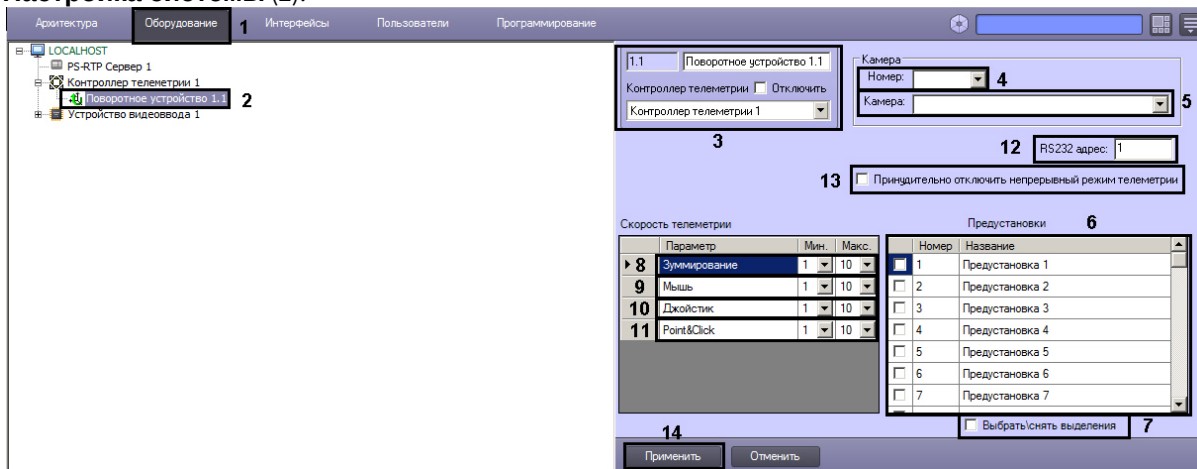 Настройка системы (2).
Архитектура Оборудование 1 Интерфейсы Пользователи Программирование
LOCALHOST
PS-RTP Сервер 1
Контроллер телеметрии 1
Поворотное устройство 1.1 2
Устройство видеоввода 1
1.1 Поворотное устройство 1.1
Контроллер телеметрии Отключить
Контроллер телеметрии 1
3
Камера
Номер: 4
Камера: 5
12 RS232 адрес: 1
13 Принудительно отключить непрерывный режим телеметрии
Скорость телеметрии
Параметр Мин. Макс.
8 Зуммирование 1 10
9 Мышь 1 10
10 Джойстик 1 10
11 Point&Click 1 10
Предустановки 6
Номер Название
1 Предустановка 1
2 Предустановка 2
3 Предустановка 3
4 Предустановка 4
5 Предустановка 5
6 Предустановка 6
7 Предустановка 7
Выбрать\снять выделения 7
14
Применить Отменить